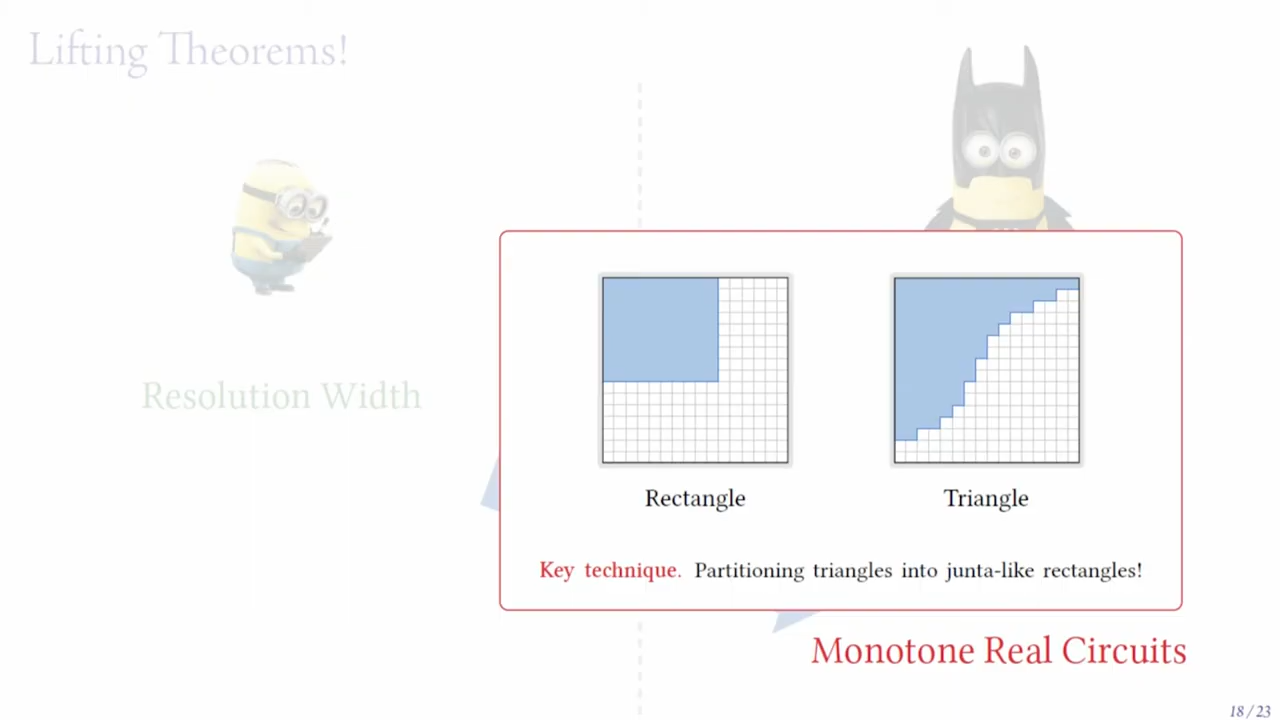 Lifting Theorems!
Resolution Width
Rectangle
Triangle
Key technique. Partitioning triangles into junta-like rectangles!
Monotone Real Circuits
18 / 23